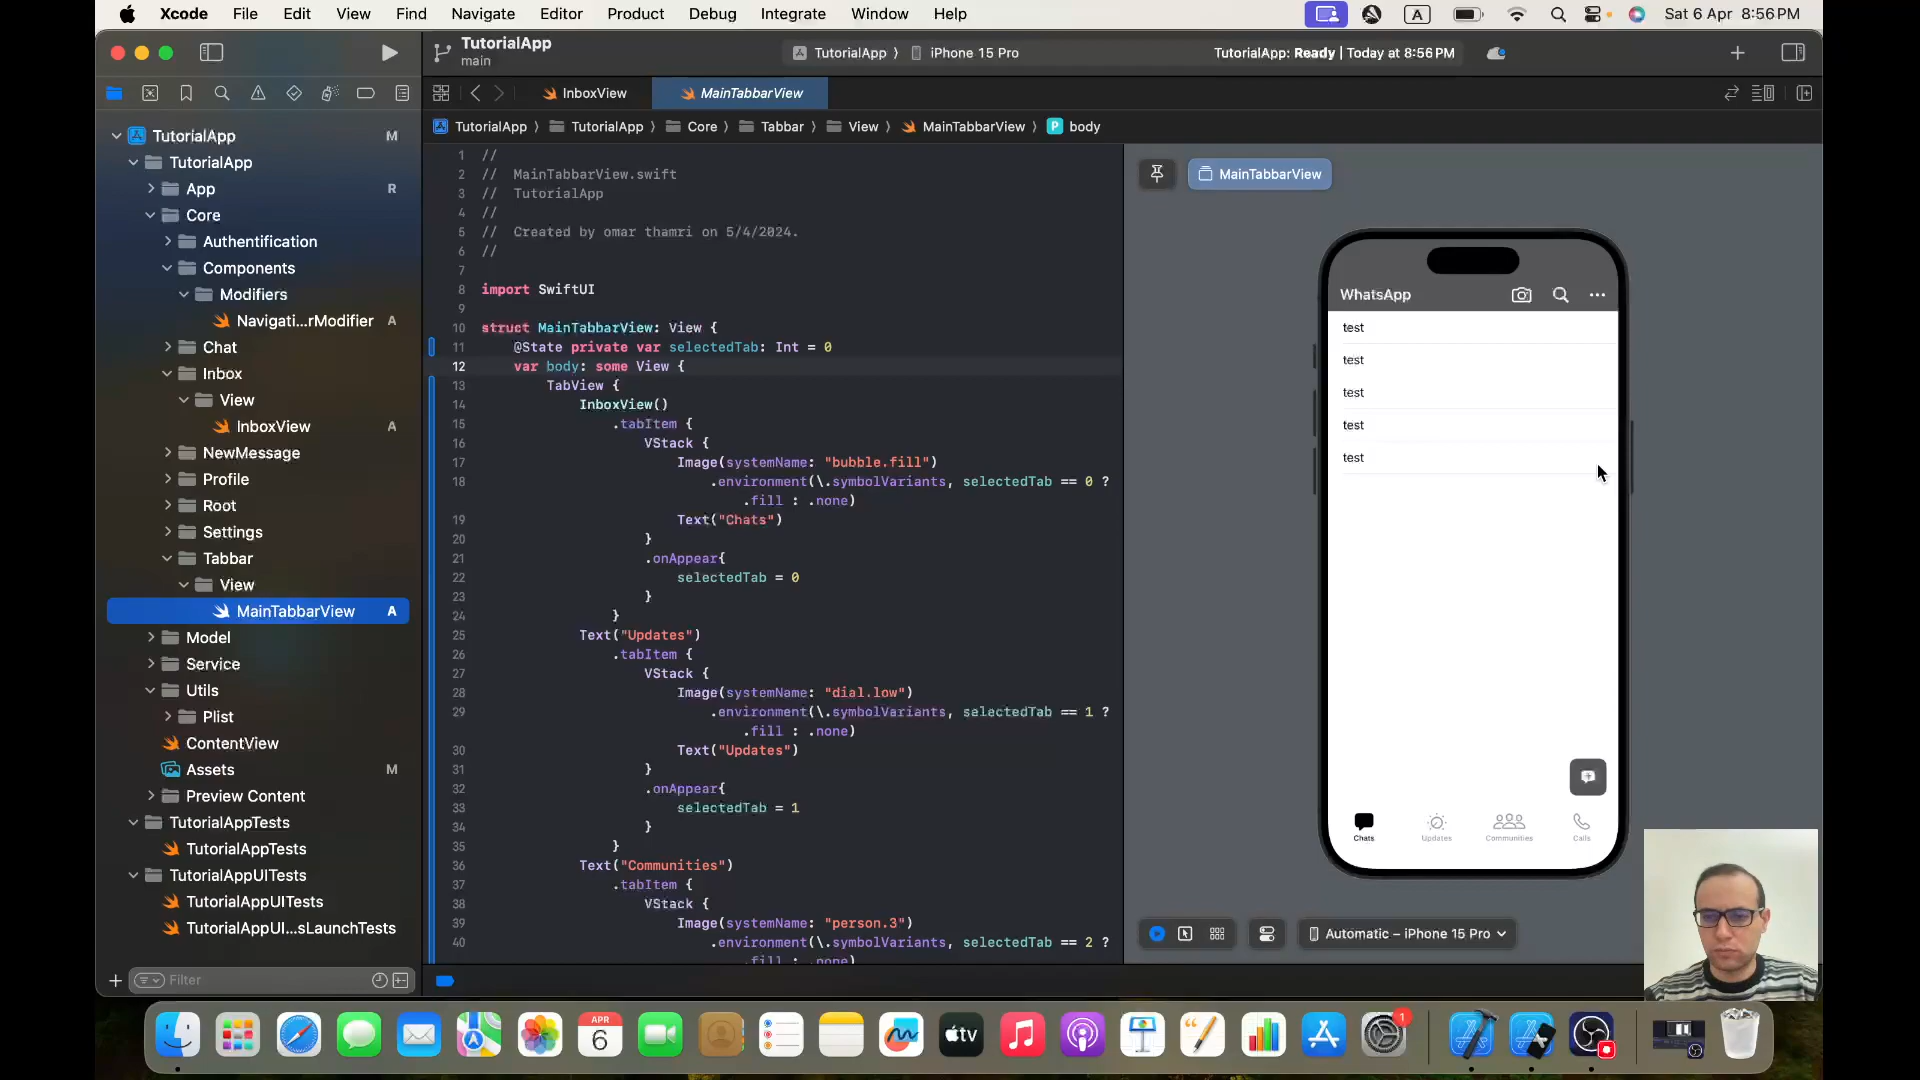 Xcode File Edit View Find Navigate Editor Product Debug Integrate Window Help
A
Sat 6 Apr 8:56PM
TutorialApp
main
TutorialApp ⟩ iPhone 15 Pro
TutorialApp: Ready | Today at 8:56PM
InboxView
MainTabbarView
TutorialApp ⟩ TutorialApp ⟩ Core ⟩ Tabbar ⟩ View ⟩ MainTabbarView ⟩ P body
TutorialApp M
TutorialApp
App R
Core
Authentification
Components
Modifiers
Navigati...rModifier A
Chat
Inbox
View
InboxView A
NewMessage
Profile
Root
Settings
Tabbar
View
MainTabbarView A
Model
Service
Utils
Plist
ContentView
Assets M
Preview Content
TutorialAppTests
TutorialAppTests
TutorialAppUITests
TutorialAppUITests
TutorialAppUI...sLaunchTests
Filter
1 //
2 //  MainTabbarView.swift
3 //  TutorialApp
4 //
5 //  Created by omar thamri on 5/4/2024.
6 //
7
8 import SwiftUI
9
10 struct MainTabbarView: View {
11     @State private var selectedTab: Int = 0
12     var body: some View {
13         TabView {
14             InboxView()
15                 .tabItem {
16                     VStack {
17                         Image(systemName: "bubble.fill")
18                             .environment(\.symbolVariants, selectedTab == 0 ?
.fill : .none)
19                         Text("Chats")
20                     }
21                     .onAppear{
22                         selectedTab = 0
23                     }
24                 }
25             Text("Updates")
26                 .tabItem {
27                     VStack {
28                         Image(systemName: "dial.low")
29                             .environment(\.symbolVariants, selectedTab == 1 ?
.fill : .none)
30                         Text("Updates")
31                     }
32                     .onAppear{
33                         selectedTab = 1
34                     }
35                 }
36             Text("Communities")
37                 .tabItem {
38                     VStack {
39                         Image(systemName: "person.3")
40                             .environment(\.symbolVariants, selectedTab == 2 ?
.fill : .none)
MainTabbarView
WhatsApp
test
test
test
test
test
Chats Updates Communities Calls
Automatic – iPhone 15 Pro
APR
6
tv
1